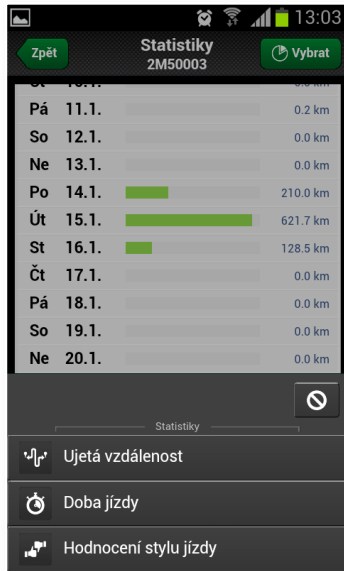 13:03
Zpět
Statistiky
2M50003
Vybrat
Pá 11.1. 0.2 km
So 12.1. 0.0 km
Ne 13.1. 0.0 km
Po 14.1. 210.0 km
Út 15.1. 621.7 km
St 16.1. 128.5 km
Čt 17.1. 0.0 km
Pá 18.1. 0.0 km
So 19.1. 0.0 km
Ne 20.1. 0.0 km
Statistiky
Ujetá vzdálenost
Doba jízdy
Hodnocení stylu jízdy